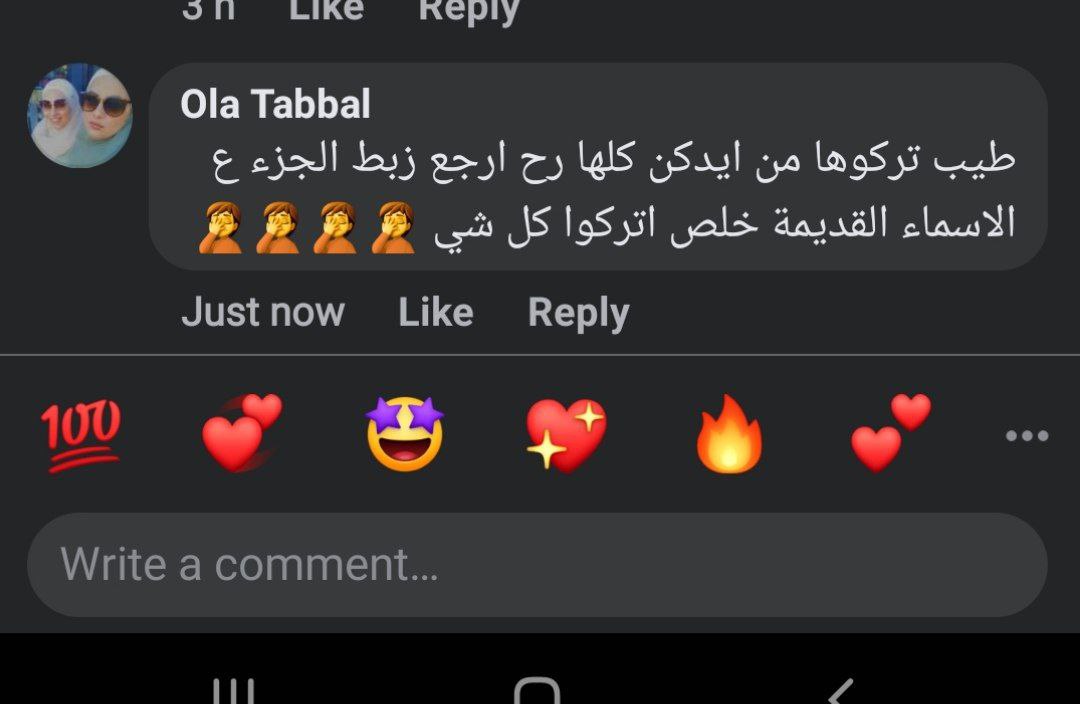 3 h Like Reply
Ola Tabbal
طيب تركوها من ايدكن كلها رح ارجع زبط الجزء ع
الاسماء القديمة خلص اتركوا كل شي 🤦🤦🤦🤦
Just now Like Reply
Write a comment...